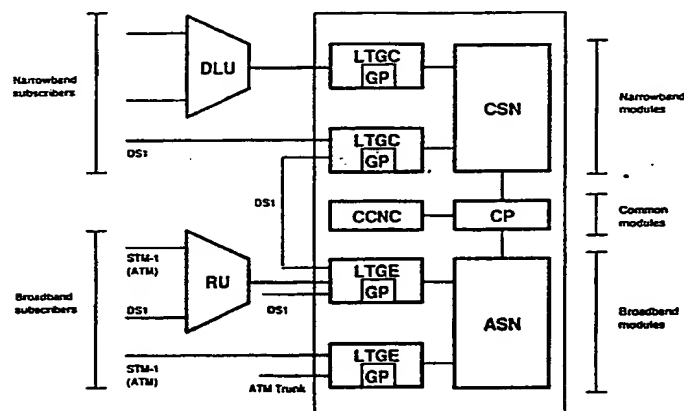 Narrowband
subscribers
DLU
LTGC
GP
CSN
Narrowband
modules
DS1
LTGC
GP
DS1
CCNC
CP
Common
modules
Broadband
subscribers
STM-1
(ATM)
RU
DS1
DS1
LTGE
GP
ASN
Broadband
modules
STM-1
(ATM)
ATM Trunk
LTGE
GP